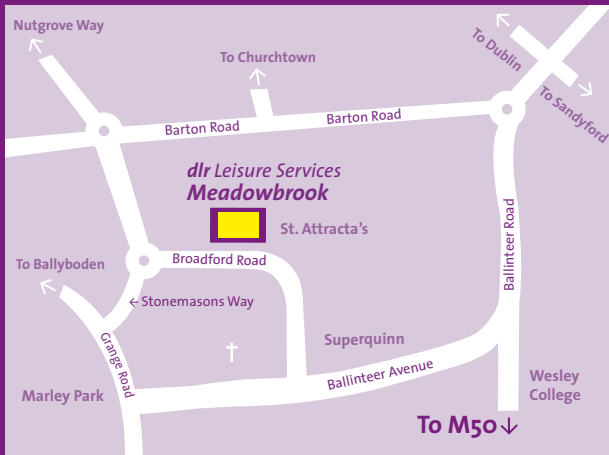 Nutgrove Way
To Churchtown
To Dublin
To Sandyford
Barton Road
Barton Road
dlr Leisure Services
Meadowbrook
St. Attracta's
Ballinteer Road
To Ballyboden
Broadford Road
← Stonemasons Way
Grange Road
Superquinn
Ballinteer Avenue
Marley Park
Wesley
College
To M50↓